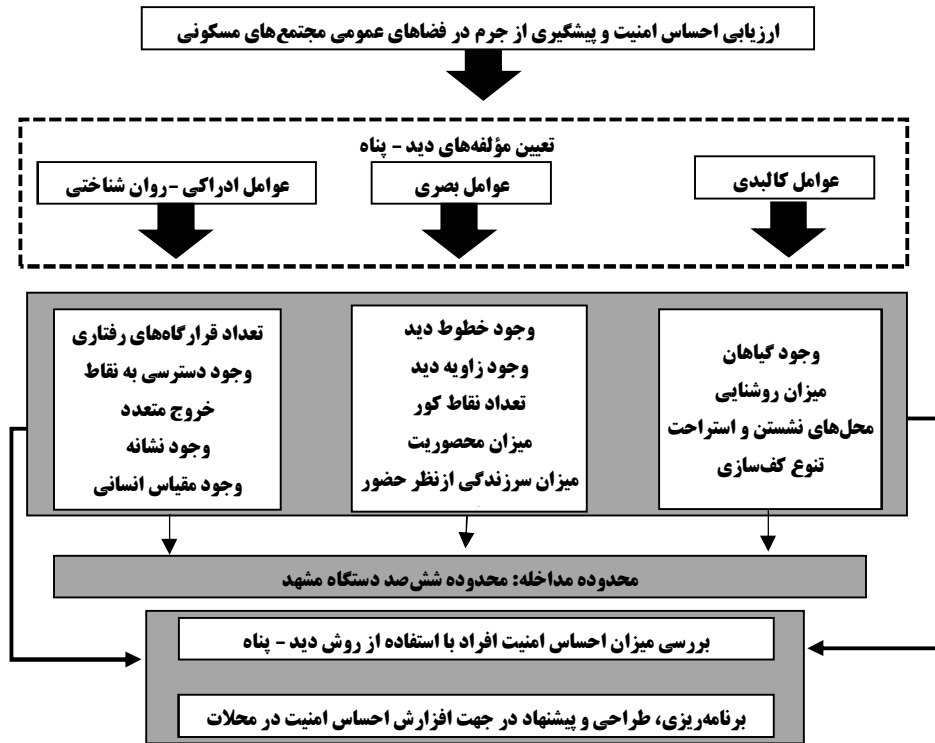 ارزیابی احساس امنیت و پیشگیری از جرم در فضاهای عمومی مجتمع‌های مسکونی
تعیین مؤلفه‌های دید - پناه
عوامل کالبدی
عوامل بصری
عوامل ادراکی -روان شناختی
وجود گیاهان
میزان روشنایی
محل‌های نشستن و استراحت
تنوع کف‌سازی
وجود خطوط دید
وجود زاویه دید
تعداد نقاط کور
میزان محصوریت
میزان سرزندگی ازنظر حضور
تعداد قرارگاه‌های رفتاری
وجود دسترسی به نقاط
خروج متعدد
وجود نشانه
وجود مقیاس انسانی
محدوده مداخله: محدوده شش‌صد دستگاه مشهد
بررسی میزان احساس امنیت افراد با استفاده از روش دید - پناه
برنامه‌ریزی، طراحی و پیشنهاد در جهت افزارش احساس امنیت در محلات